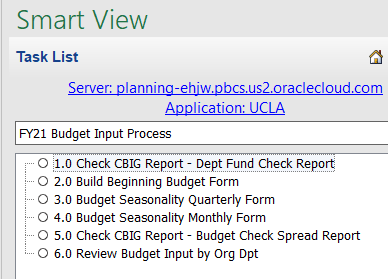 Smart View
Task List
Server: planning-ehjw.pbcs.us2.oraclecloud.com
Application: UCLA
FY21 Budget Input Process
1.0 Check CBIG Report - Dept Fund Check Report
2.0 Build Beginning Budget Form
3.0 Budget Seasonality Quarterly Form
4.0 Budget Seasonality Monthly Form
5.0 Check CBIG Report - Budget Check Spread Report
6.0 Review Budget Input by Org Dpt